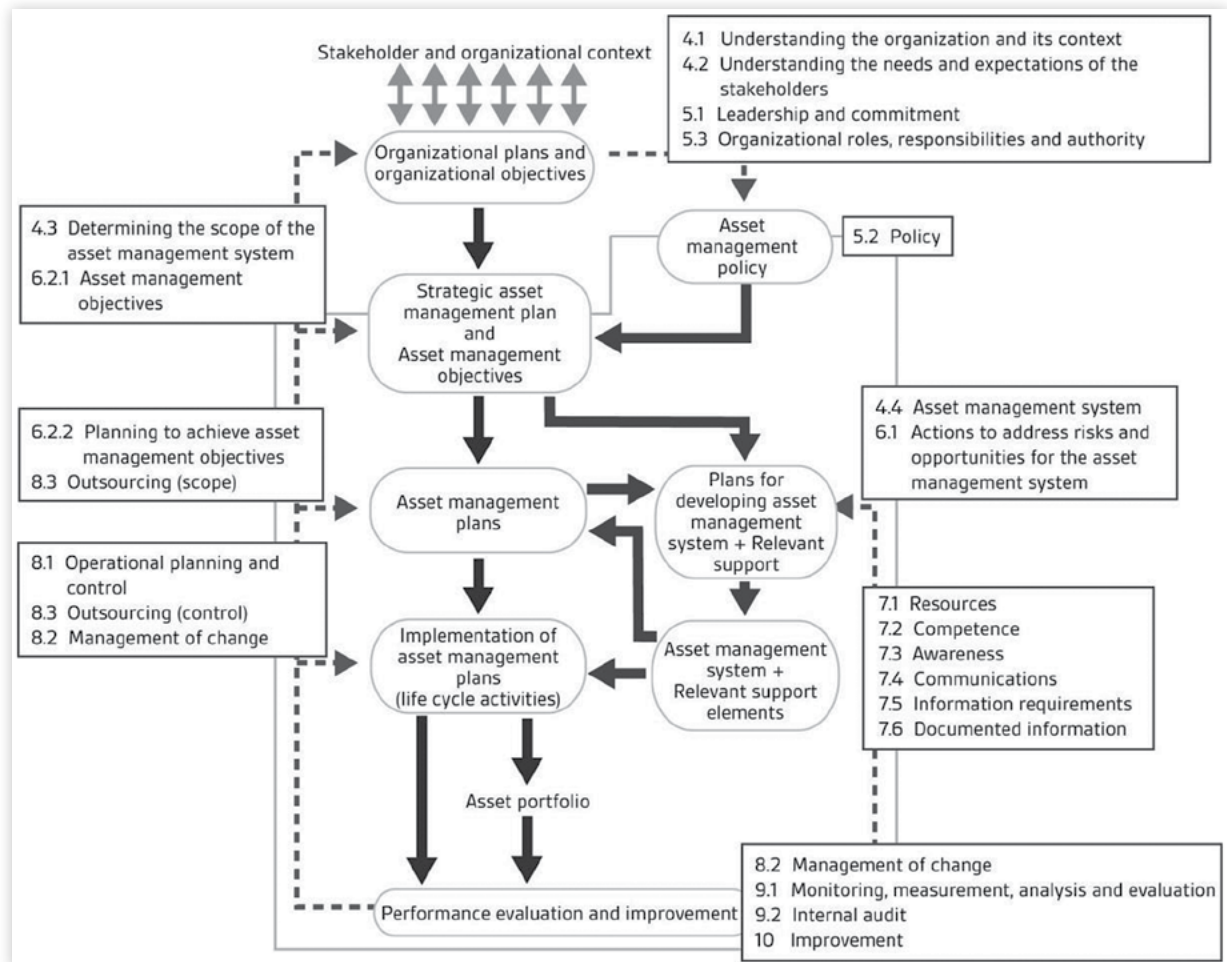 Stakeholder and organizational context
4.1 Understanding the organization and its context
4.2 Understanding the needs and expectations of the
stakeholders
5.1 Leadership and commitment
5.3 Organizational roles, responsibilities and authority
Organizational plans and
organizational objectives
4.3 Determining the scope of the
asset management system
6.2.1 Asset management
objectives
Asset
management
policy
5.2 Policy
Strategic asset
management plan
and
Asset management
objectives
4.4 Asset management system
6.1 Actions to address risks and
opportunities for the asset
management system
6.2.2 Planning to achieve asset
management objectives
8.3 Outsourcing (scope)
Asset management
plans
Plans for
developing asset
management
system + Relevant
support
8.1 Operational planning and
control
8.3 Outsourcing (control)
8.2 Management of change
Implementation of
asset management
plans
(life cycle activities)
Asset management
system +
Relevant support
elements
7.1 Resources
7.2 Competence
7.3 Awareness
7.4 Communications
7.5 Information requirements
7.6 Documented information
Asset portfolio
Performance evaluation and improvement
8.2 Management of change
9.1 Monitoring, measurement, analysis and evaluation
9.2 Internal audit
10 Improvement